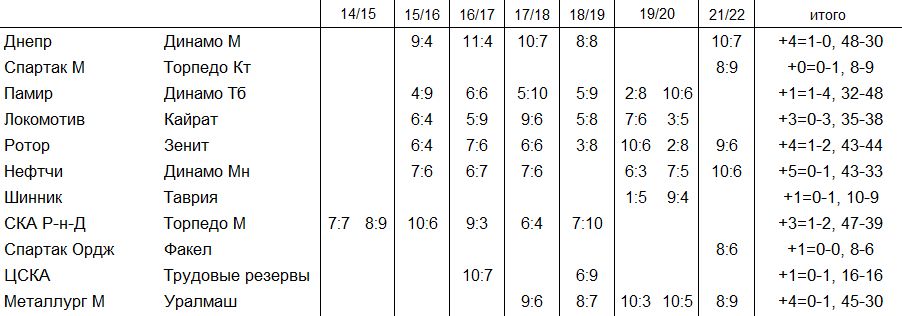 14/15 15/16 16/17 17/18 18/19 19/20 21/22 итого
Днепр Динамо М 9:4 11:4 10:7 8:8 10:7 +4=1-0, 48-30
Спартак М Торпедо Кт 8:9 +0=0-1, 8-9
Памир Динамо Тб 4:9 6:6 5:10 5:9 2:8 10:6 +1=1-4, 32-48
Локомотив Кайрат 6:4 5:9 9:6 5:8 7:6 3:5 +3=0-3, 35-38
Ротор Зенит 6:4 7:6 6:6 3:8 10:6 2:8 9:6 +4=1-2, 43-44
Нефтчи Динамо Мн 7:6 6:7 7:6 6:3 7:5 10:6 +5=0-1, 43-33
Шинник Таврия 1:5 9:4 +1=0-1, 10-9
СКА Р-н-Д Торпедо М 7:7 8:9 10:6 9:3 6:4 7:10 +3=1-2, 47-39
Спартак Ордж Факел 8:6 +1=0-0, 8-6
ЦСКА Трудовые резервы 10:7 6:9 +1=0-1, 16-16
Металлург М Уралмаш 9:6 8:7 10:3 10:5 8:9 +4=0-1, 45-30